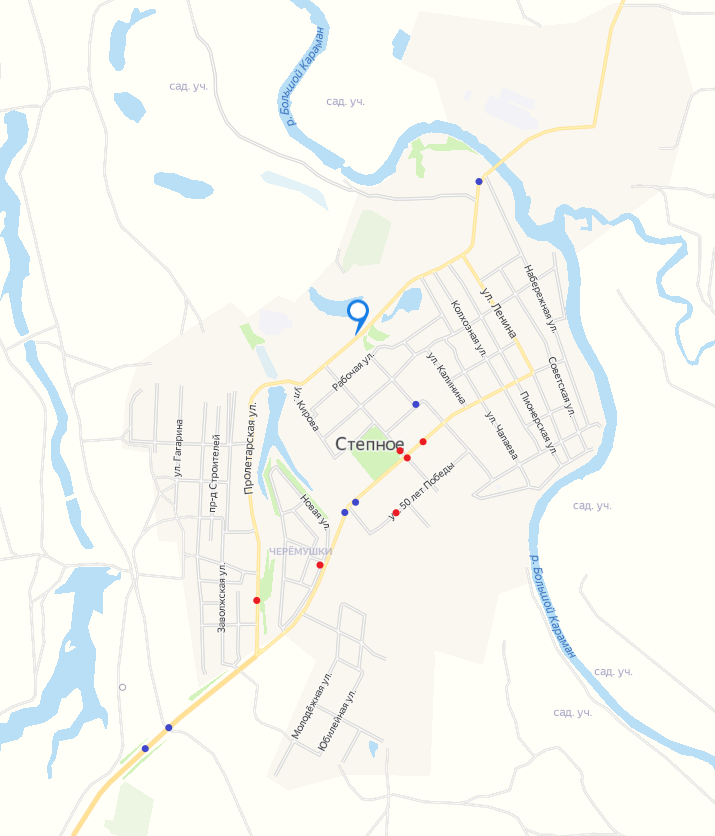 р. Большой Караман
сад. уч.
сад. уч.
Набережная ул.
ул. Ленина
Колхозная ул.
Рабочая ул.
ул. Калинина
Советская ул.
ул. Кирова
Пионерская ул.
Пролетарская ул.
ул. Гагарина
ул. Чапаева
Степное
пр-д Строителей
ул. 50 лет Победы
Новая ул.
сад. уч.
ЧЕРЁМУШКИ
Заволжская ул.
р. Большой Караман
сад. уч.
Молодёжная ул.
Юбилейная ул.
сад. уч.